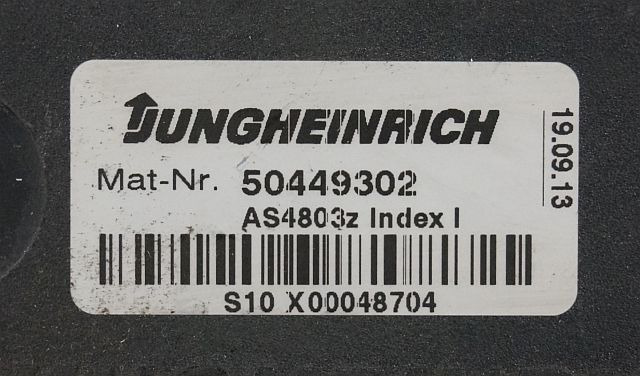 JUNGHEINRICH
Mat-Nr. 50449302
AS4803z Index I
S10 X00048704
19.09.13